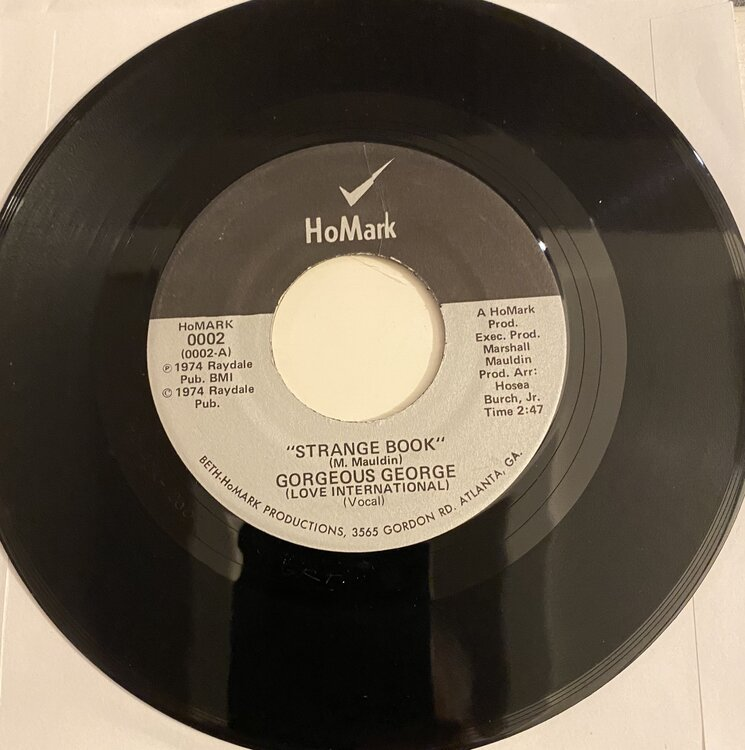 HoMark
HoMARK
0002
(0002-A)
℗ 1974 Raydale
Pub. BMI
© 1974 Raydale
Pub.
A HoMark
Prod.
Exec. Prod.
Marshall
Mauldin
Prod. Arr:
Hosea
Burch, Jr.
Time 2:47
"STRANGE BOOK"
(M. Mauldin)
GORGEOUS GEORGE
(LOVE INTERNATIONAL)
(Vocal)
BETH-HoMARK PRODUCTIONS, 3565 GORDON RD. ATLANTA, GA.